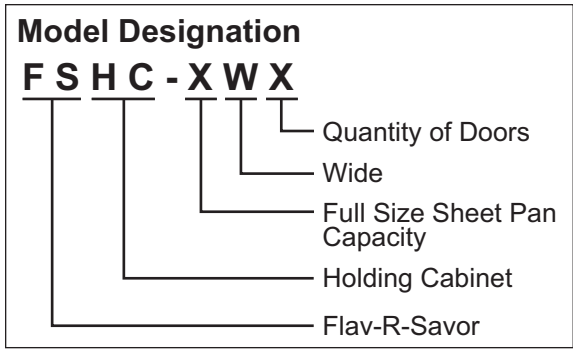 Model Designation
F S H C - X W X
Quantity of Doors
Wide
Full Size Sheet Pan
Capacity
Holding Cabinet
Flav-R-Savor